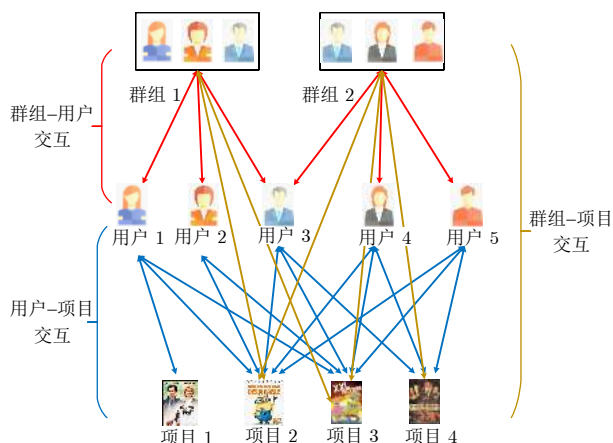 群组 1
群组 2
群组–用户
交互
用户 1
用户 2
用户 3
用户 4
用户 5
群组–项目
交互
用户–项目
交互
项目 1
项目 2
项目 3
项目 4